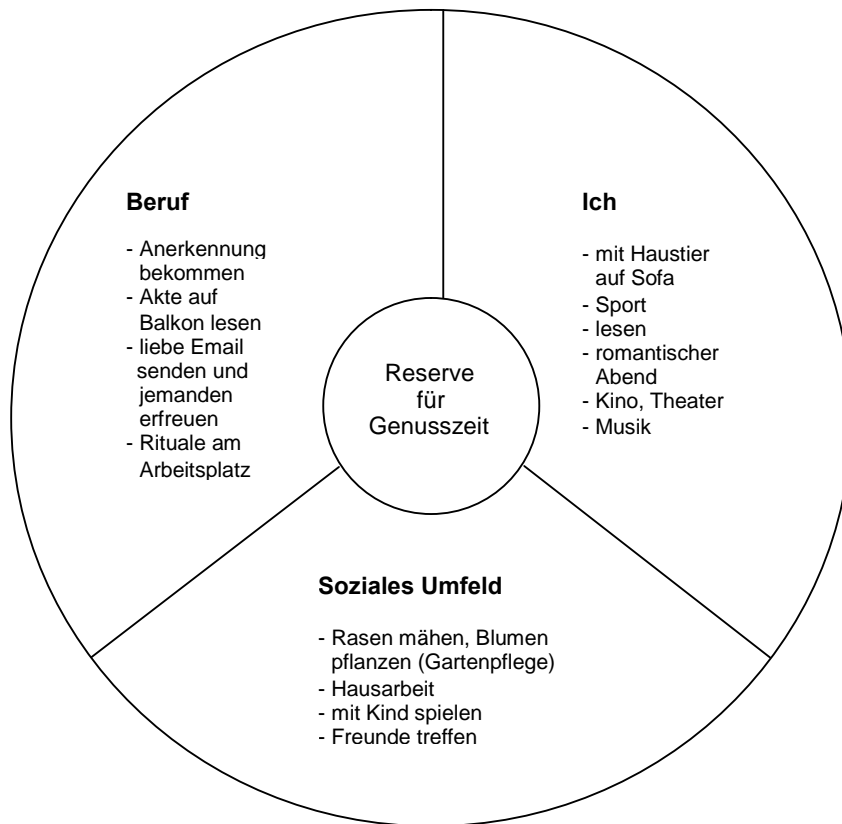 Beruf
- Anerkennung
bekommen
- Akte auf
Balkon lesen
- liebe Email
senden und
jemanden
erfreuen
- Rituale am
Arbeitsplatz
Ich
- mit Haustier
auf Sofa
- Sport
- lesen
- romantischer
Abend
- Kino, Theater
- Musik
Reserve
für
Genusszeit
Soziales Umfeld
- Rasen mähen, Blumen
pflanzen (Gartenpflege)
- Hausarbeit
- mit Kind spielen
- Freunde treffen